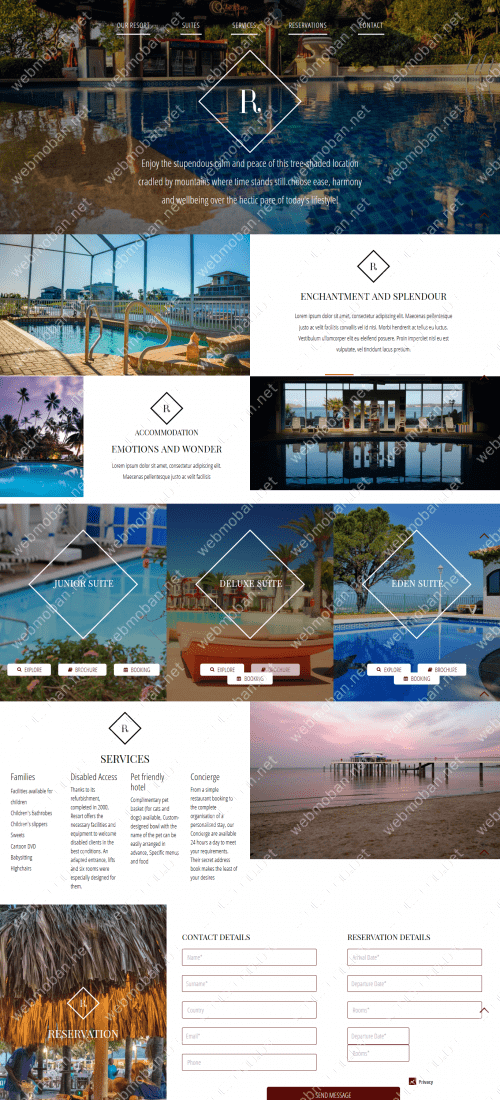 OUR RESORT SUITES SERVICES RESERVATIONS CONTACT
R.
Enjoy the stupendous calm and peace of this tree-shaded location
cradled by mountains where time stands still.choose ease, harmony
and wellbeing over the hectic pare of today's lifestyle!
R.
ENCHANTMENT AND SPLENDOUR
Lorem ipsum dolor sit amet, consectetur adipiscing elit. Maecenas pellentesque
justo ac velit facilisis convallis vel id nisi. Morbi hendrerit ac tellus eu luctus.
Vestibulum ullamcorper elit eu eleifend posuere. Proin imperdiet nisl eu est
vulputate, vel tincidunt lacus pretium.
R.
ACCOMMODATION
EMOTIONS AND WONDER
Lorem ipsum dolor sit amet, consectetur adipiscing elit.
Maecenas pellentesque justo ac velit facilisis
JUNIOR SUITE
EXPLORE BROCHURE BOOKING
DELUXE SUITE
EXPLORE BROCHURE
BOOKING
EDEN SUITE
EXPLORE BROCHURE
BOOKING
R.
SERVICES
Families
Facilities available for
children
Children's bathrobes
Children's slippers
Sweets
Cartoon DVD
Babysitting
Highchairs
Disabled Access
Thanks to its
refurbishment,
completed in 2000,
Resort offers the
necessary facilities and
equipment to welcome
disabled clients in the
best conditions. An
adapted entrance, lifts
and six rooms were
especially designed for
them.
Pet friendly
hotel
Complimentary pet
basket (for cats and
dogs) available, Custom-
designed bowl with the
name of the pet can be
easily arranged in
advance, Specific menus
and food
Concierge
From a simple
restaurant booking to
the complete
organisation of a
personalized stay, our
Concierge are available
24 hours a day to meet
your requirements.
Their secret address
book makes the least of
your desires
R.
RESERVATION
CONTACT DETAILS
Name*
Surname*
Country
Email*
Phone
RESERVATION DETAILS
Arrival Date*
Departure Date*
Rooms*
Departure Date*
Rooms*
Privacy
SEND MESSAGE
webmoban.net